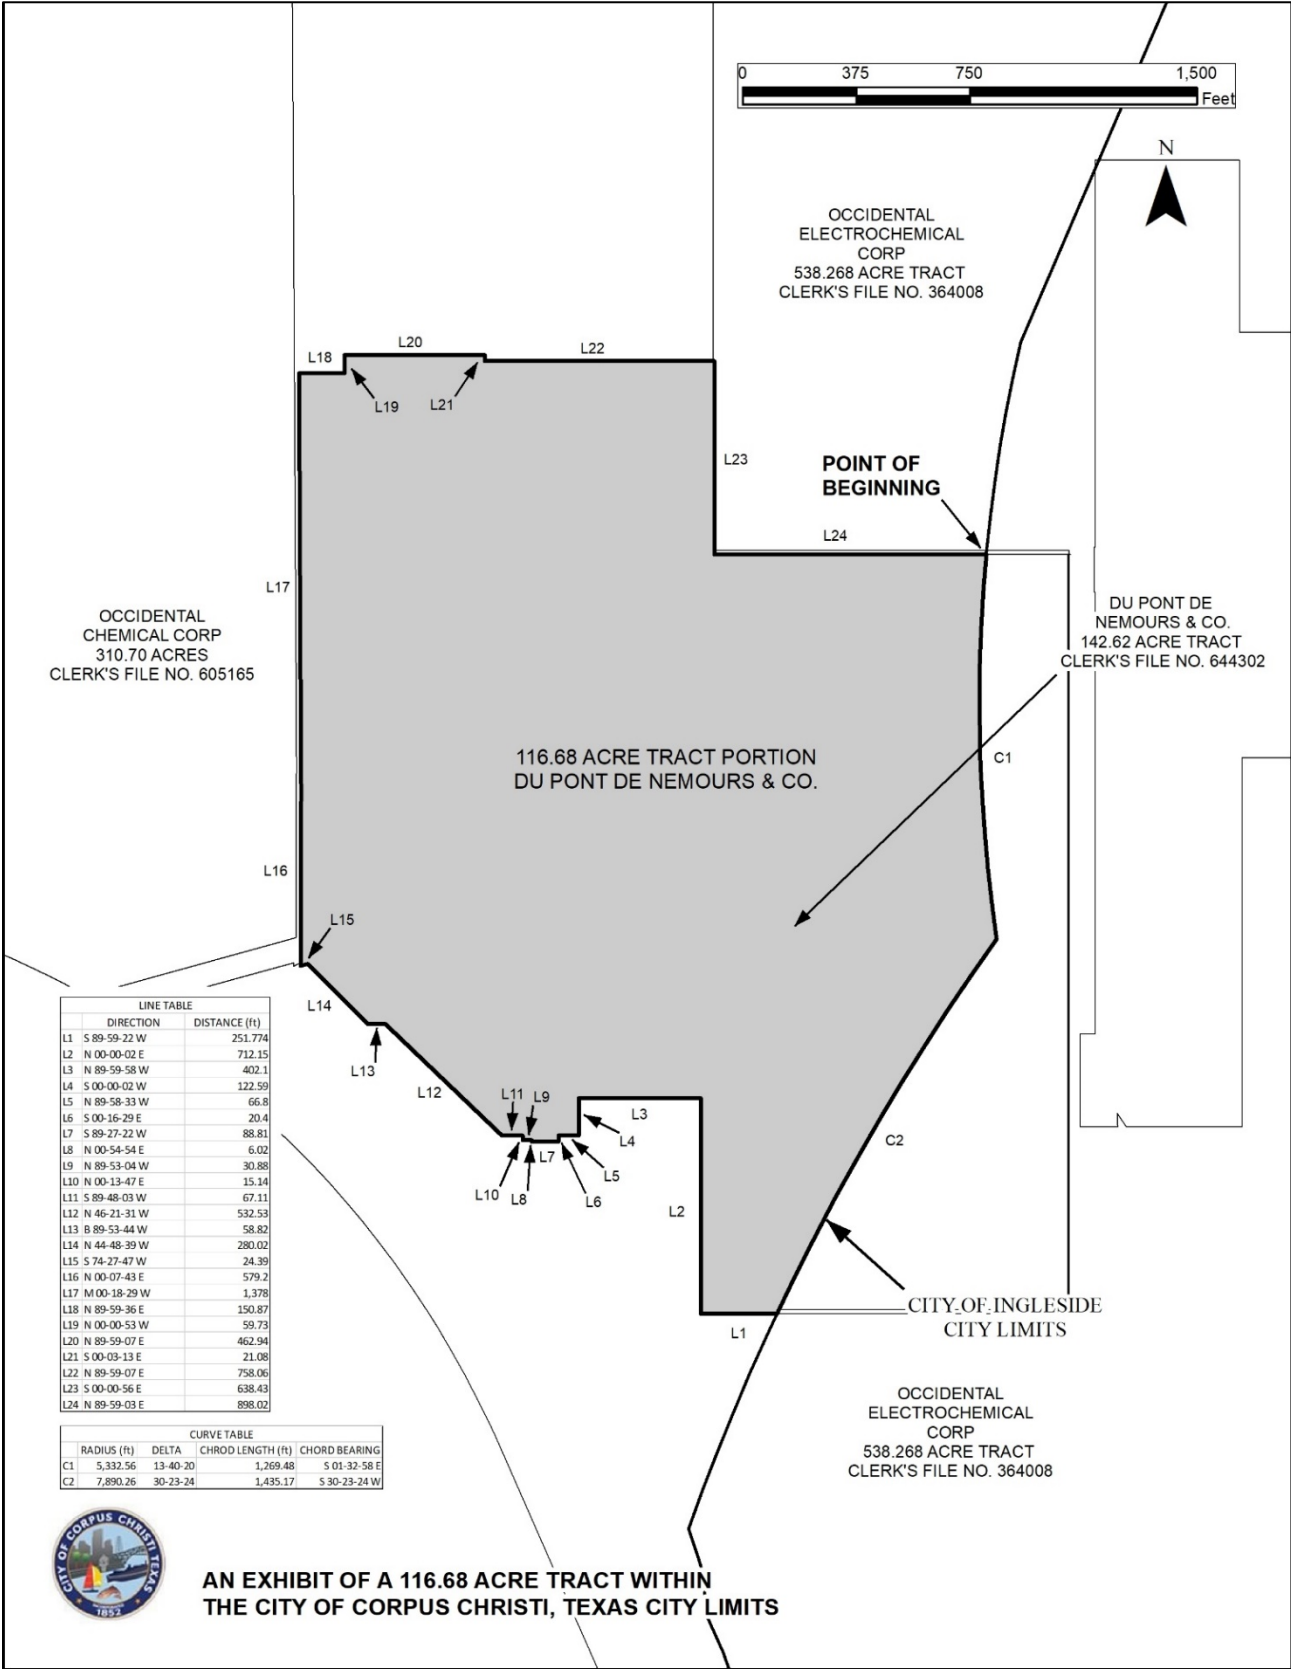 0 375 750 1,500
Feet
N
OCCIDENTAL
ELECTROCHEMICAL
CORP
538.268 ACRE TRACT
CLERK'S FILE NO. 364008
L20
L22
L18
L19
L21
L23
POINT OF
BEGINNING
L24
L17
OCCIDENTAL
CHEMICAL CORP
310.70 ACRES
CLERK'S FILE NO. 605165
DU PONT DE
NEMOURS & CO.
142.62 ACRE TRACT
CLERK'S FILE NO. 644302
116.68 ACRE TRACT PORTION
DU PONT DE NEMOURS & CO.
C1
L16
L15
L14
L13
L12
L11
L9
L3
L4
L7
L5
L10
L8
L6
L2
C2
L1
CITY OF INGLESIDE
CITY LIMITS
OCCIDENTAL
ELECTROCHEMICAL
CORP
538.268 ACRE TRACT
CLERK'S FILE NO. 364008
LINE TABLE
DIRECTION DISTANCE (ft)
L1 S 89-59-22 W 251.774
L2 N 00-00-02 E 712.15
L3 N 89-59-58 W 402.1
L4 S 00-00-02 W 122.59
L5 N 89-58-33 W 66.8
L6 S 00-16-29 E 20.4
L7 S 89-27-22 W 88.81
L8 N 00-54-54 E 6.02
L9 N 89-53-04 W 30.88
L10 N 00-13-47 E 15.14
L11 S 89-48-03 W 67.11
L12 N 46-21-31 W 532.53
L13 B 89-53-44 W 58.82
L14 N 44-48-39 W 280.02
L15 S 74-27-47 W 24.39
L16 N 00-07-43 E 579.2
L17 M 00-18-29 W 1,378
L18 N 89-59-36 E 150.87
L19 N 00-00-53 W 59.73
L20 N 89-59-07 E 462.94
L21 S 00-03-13 E 21.08
L22 N 89-59-07 E 758.06
L23 S 00-00-56 E 638.43
L24 N 89-59-03 E 898.02
CURVE TABLE
RADIUS (ft) DELTA CHROD LENGTH (ft) CHORD BEARING
C1 5,332.56 13-40-20 1,269.48 S 01-32-58 E
C2 7,890.26 30-23-24 1,435.17 S 30-23-24 W
CITY OF CORPUS CHRISTI TEXAS
1852
AN EXHIBIT OF A 116.68 ACRE TRACT WITHIN
THE CITY OF CORPUS CHRISTI, TEXAS CITY LIMITS